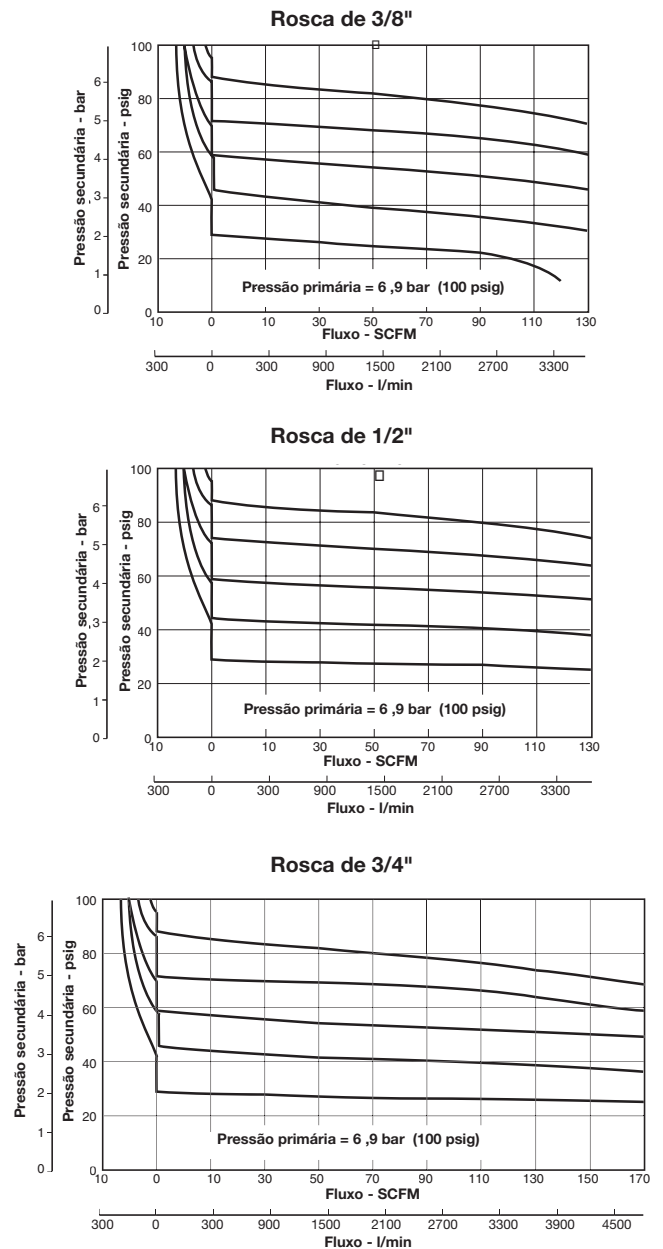 Rosca de 3/8"
Pressão secundária - bar
6
5
4
3
2
1
0
Pressão secundária - psig
100
80
60
40
20
0
Pressão primária = 6 ,9 bar (100 psig)
10 0 10 30 50 70 90 110 130
Fluxo - SCFM
300 0 300 900 1500 2100 2700 3300
Fluxo - l/min
Rosca de 1/2"
Pressão secundária - bar
6
5
4
3
2
1
0
Pressão secundária - psig
100
80
60
40
20
0
Pressão primária = 6 ,9 bar (100 psig)
10 0 10 30 50 70 90 110 130
Fluxo - SCFM
300 0 300 900 1500 2100 2700 3300
Fluxo - l/min
Rosca de 3/4"
Pressão secundária - bar
6
5
4
3
2
1
0
Pressão secundária - psig
100
80
60
40
20
0
Pressão primária = 6 ,9 bar (100 psig)
10 0 10 30 50 70 90 110 130 150 170
Fluxo - SCFM
300 0 300 900 1500 2100 2700 3300 3900 4500
Fluxo - l/min